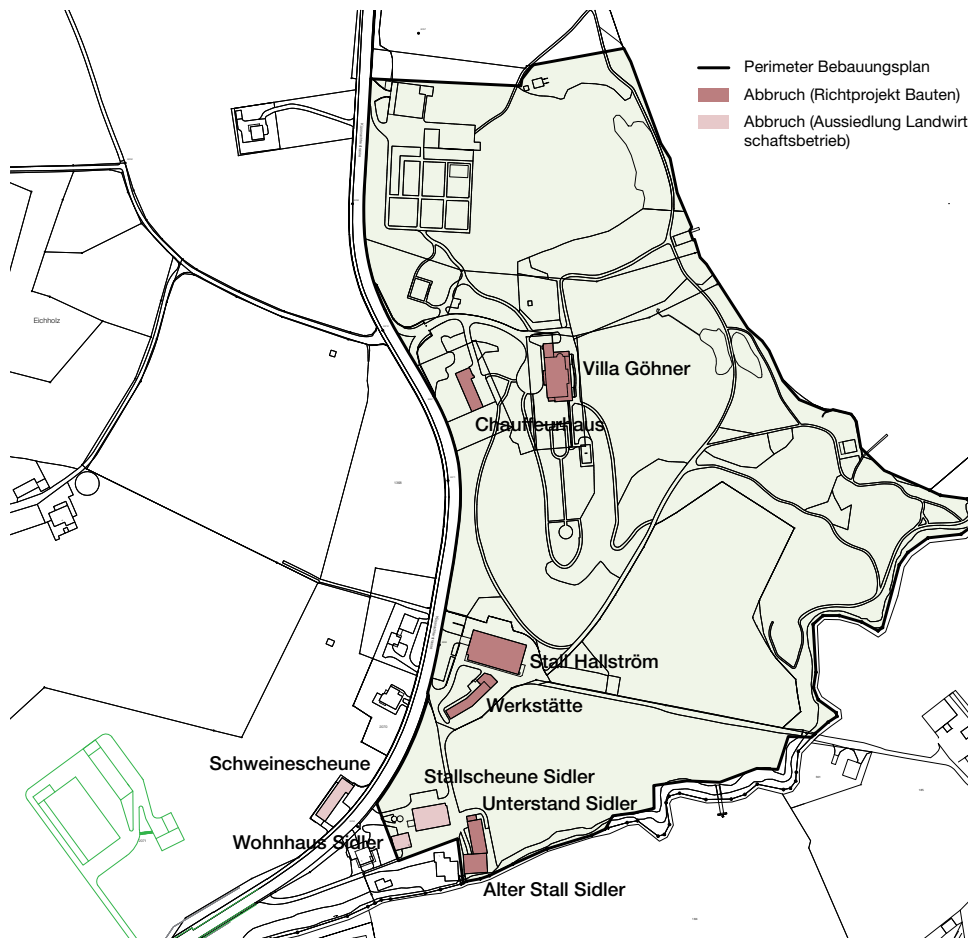 Perimeter Bebauungsplan
Abbruch (Richtprojekt Bauten)
Abbruch (Aussiedlung Landwirt
schaftsbetrieb)
Eichholz
Villa Göhner
Chauffeurhaus
Stall Hallström
Werkstätte
Schweinescheune
Stallscheune Sidler
Unterstand Sidler
Wohnhaus Sidler
Alter Stall Sidler